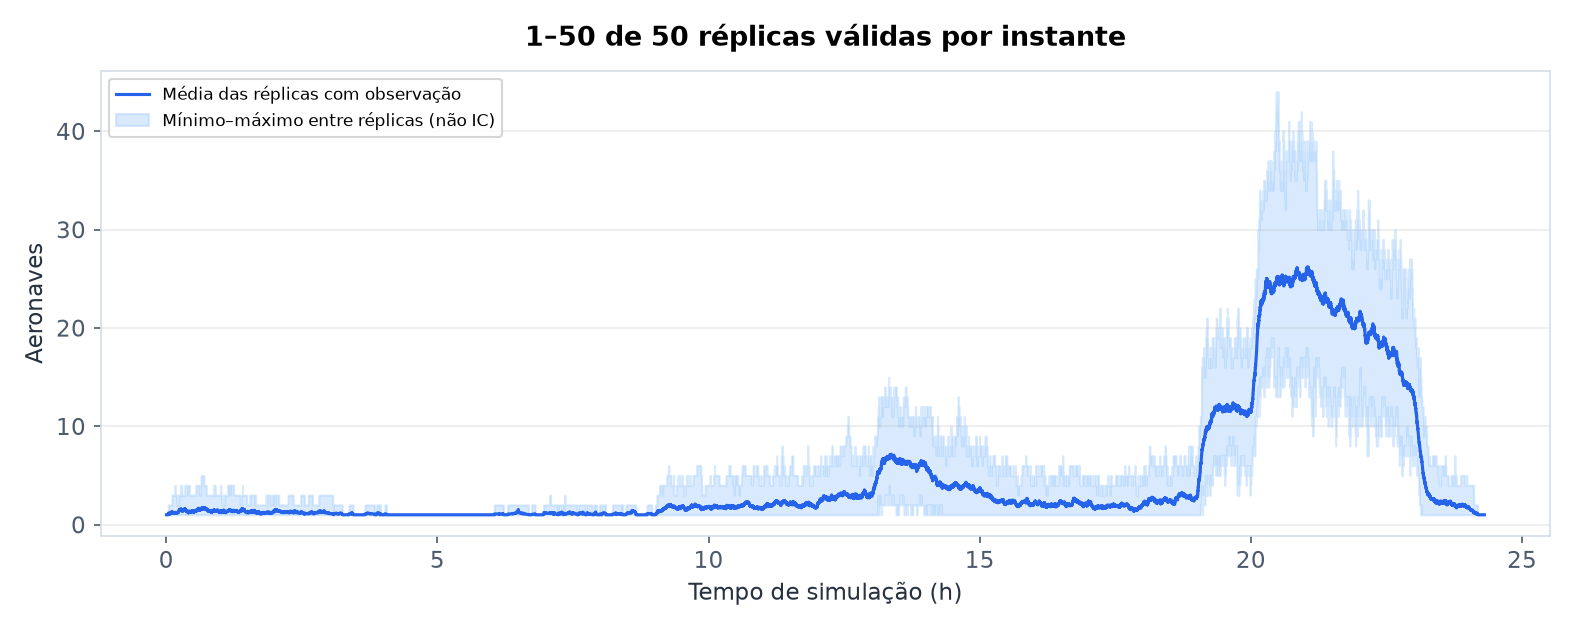 1–50 de 50 réplicas válidas por instante
Média das réplicas com observação
Mínimo–máximo entre réplicas (não IC)
Aeronaves
40
30
20
10
0
0 5 10 15 20 25
Tempo de simulação (h)